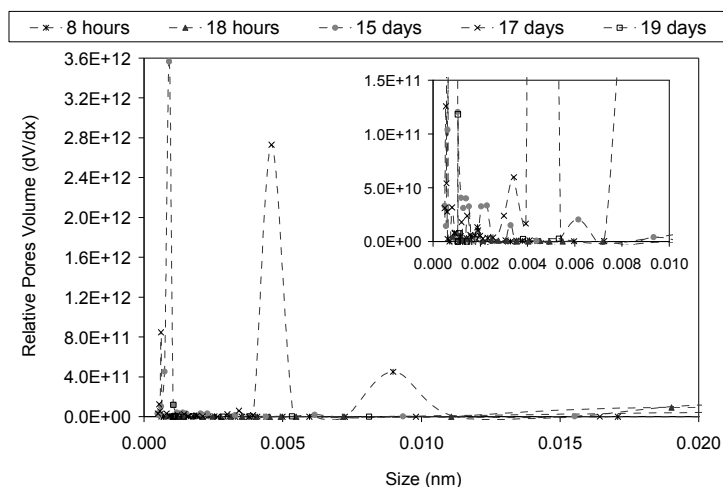 8 hours 18 hours 15 days 17 days 19 days
Relative Pores Volume (dV/dx)
3.6E+12
3.2E+12
2.8E+12
2.4E+12
2.0E+12
1.6E+12
1.2E+12
8.0E+11
4.0E+11
0.0E+00
0.000 0.005 0.010 0.015 0.020
Size (nm)
1.5E+11
1.0E+11
5.0E+10
0.0E+00
0.000 0.002 0.004 0.006 0.008 0.010